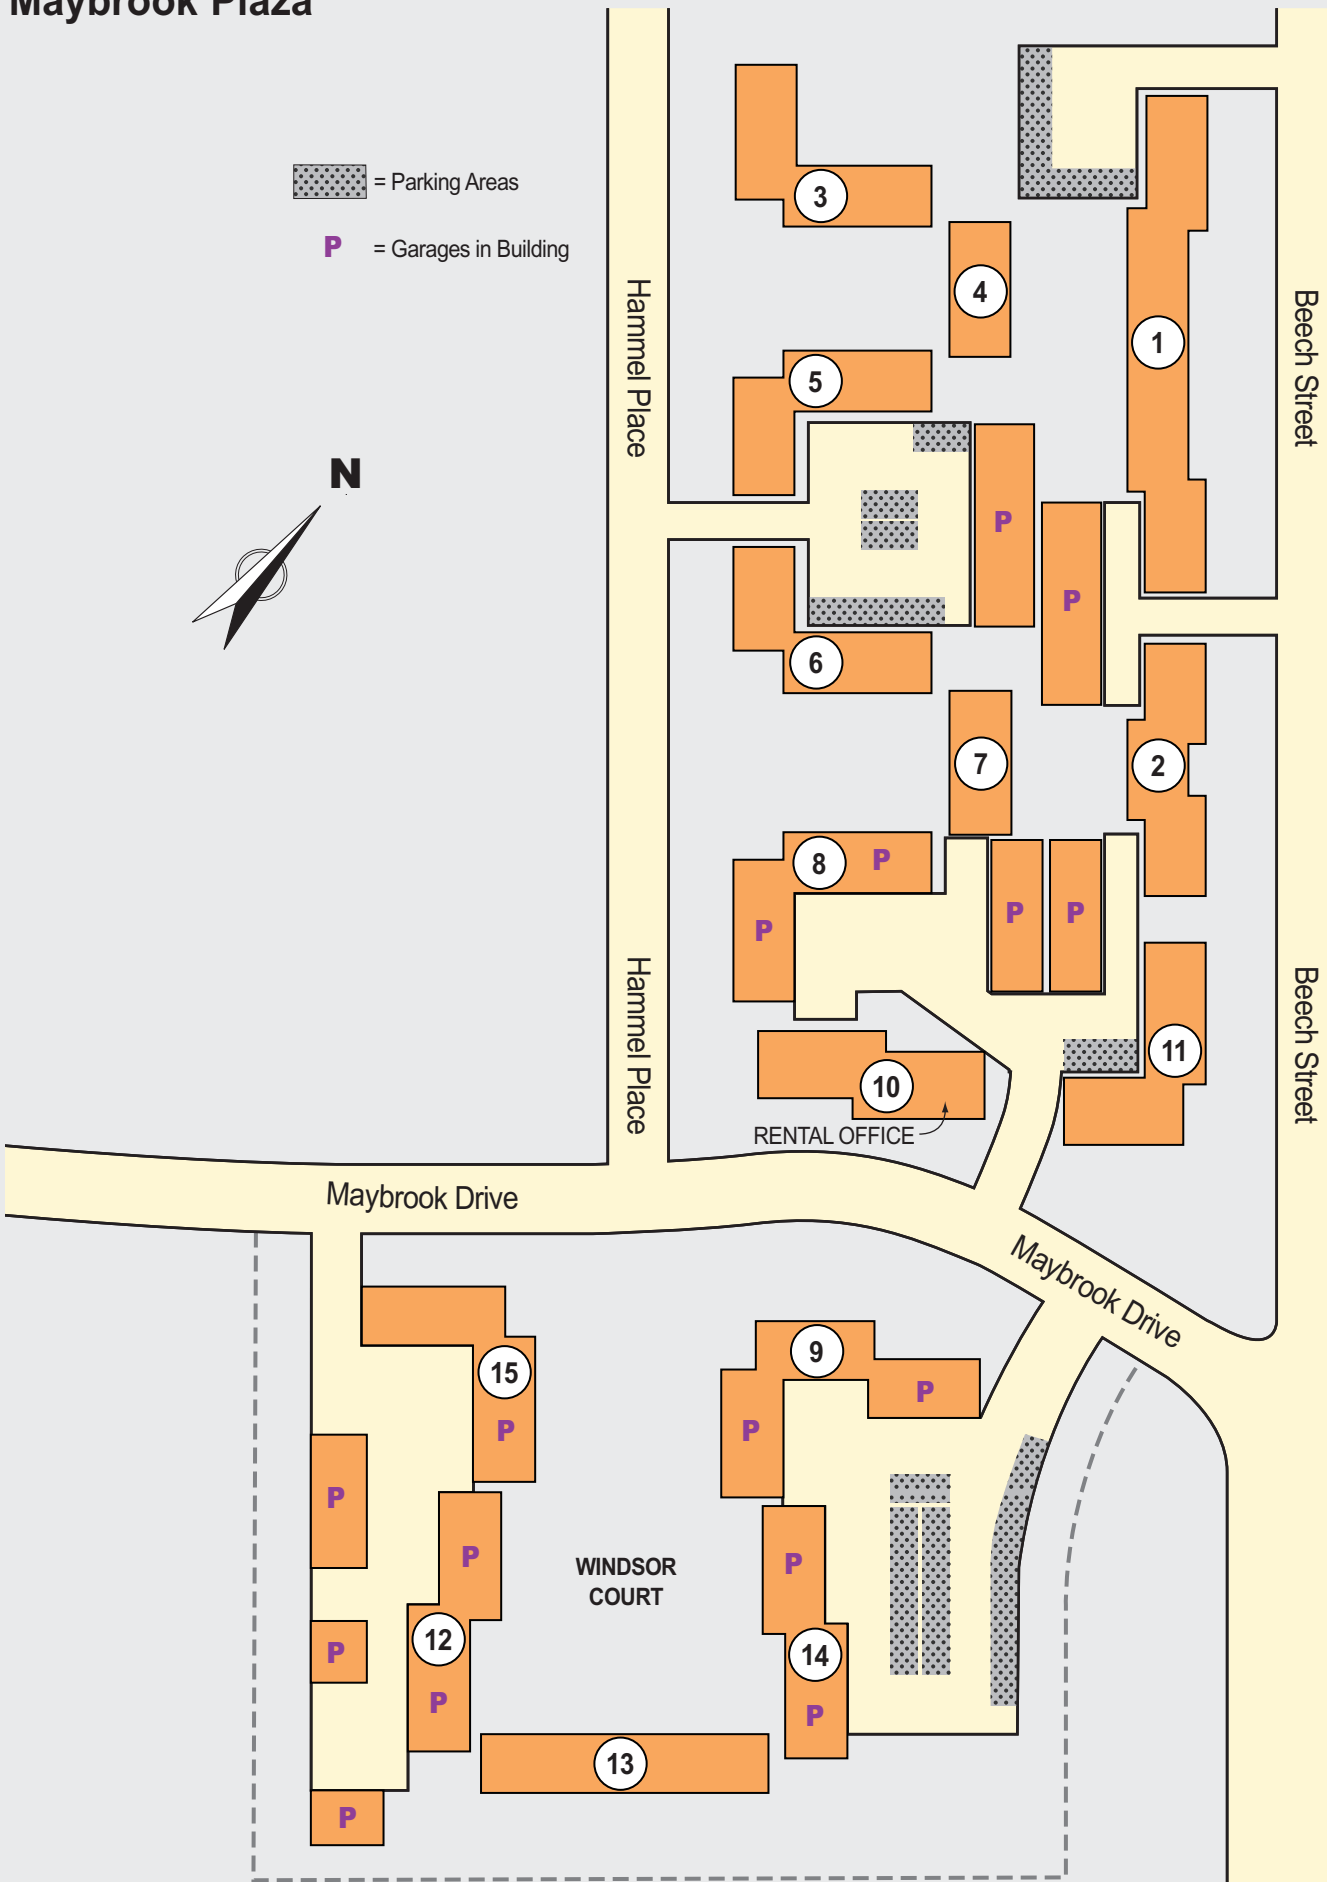 Maybrook Plaza
= Parking Areas
P = Garages in Building
N
Hammel Place
Beech Street
3
4
1
5
P
P
6
7
2
8 P
P
P P
Hammel Place
Beech Street
11
10
RENTAL OFFICE
Maybrook Drive
Maybrook Drive
9
15
P
P
P
P
P
P
WINDSOR
COURT
12
P
P
14
P
P
13
P